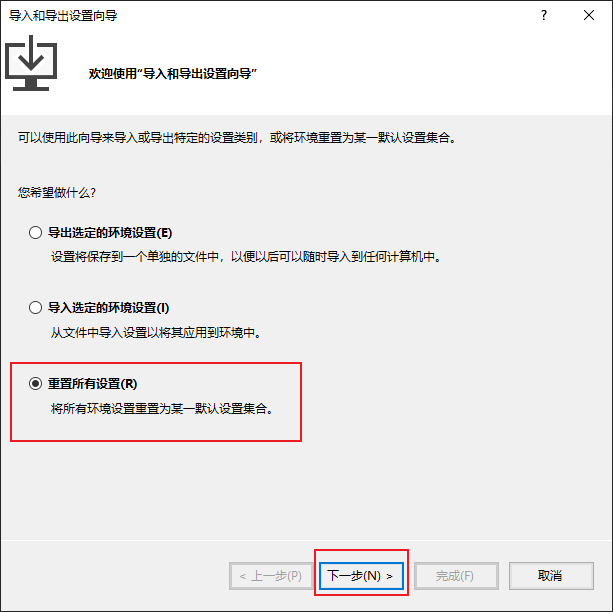 导入和导出设置向导
?
欢迎使用“导入和导出设置向导”
可以使用此向导来导入或导出特定的设置类别，或将环境重置为某一默认设置集合。
您希望做什么?
导出选定的环境设置(E)
设置将保存到一个单独的文件中，以便以后可以随时导入到任何计算机中。
导入选定的环境设置(I)
从文件中导入设置以将其应用到环境中。
重置所有设置(R)
将所有环境设置重置为某一默认设置集合。
< 上一步(P) 下一步(N) > 完成(F) 取消